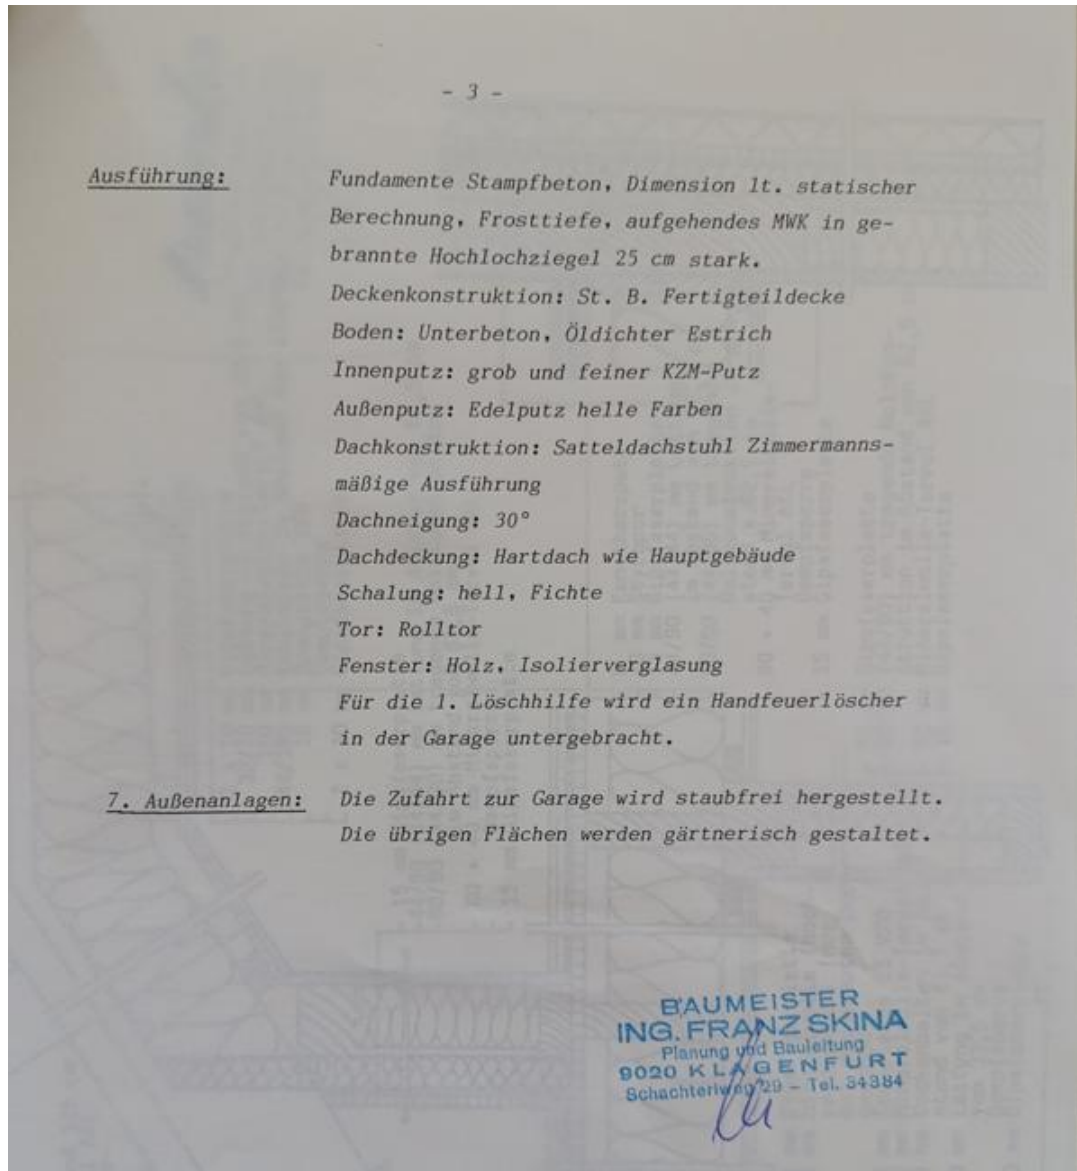 - 3 -
Ausführung:
Fundamente Stampfbeton, Dimension lt. statischer
Berechnung, Frosttiefe, aufgehendes MWK in ge-
brannte Hochlochziegel 25 cm stark.
Deckenkonstruktion: St. B. Fertigteildecke
Boden: Unterbeton, Öldichter Estrich
Innenputz: grob und feiner KZM-Putz
Außenputz: Edelputz helle Farben
Dachkonstruktion: Satteldachstuhl Zimmermanns-
mäßige Ausführung
Dachneigung: 30°
Dachdeckung: Hartdach wie Hauptgebäude
Schalung: hell, Fichte
Tor: Rolltor
Fenster: Holz, Isolierverglasung
Für die 1. Löschhilfe wird ein Handfeuerlöscher
in der Garage untergebracht.
7. Außenanlagen:
Die Zufahrt zur Garage wird staubfrei hergestellt.
Die übrigen Flächen werden gärtnerisch gestaltet.
BAUMEISTER
ING. FRANZ SKINA
Planung und Bauleitung
9020 KLAGENFURT
29 - Tel. 34384